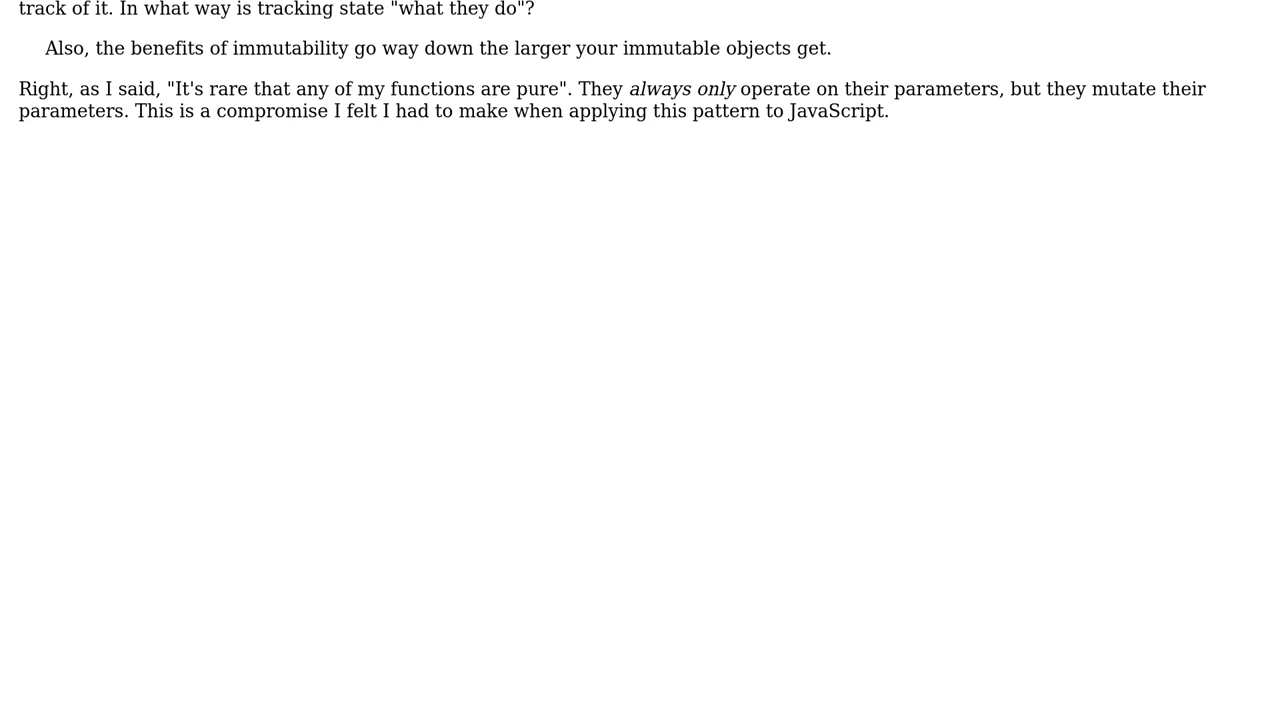 track of it. In what way is tracking state "what they do"?
Also, the benefits of immutability go way down the larger your immutable objects get.
Right, as I said, "It's rare that any of my functions are pure". They always only operate on their parameters, but they mutate their
parameters. This is a compromise I felt I had to make when applying this pattern to JavaScript.